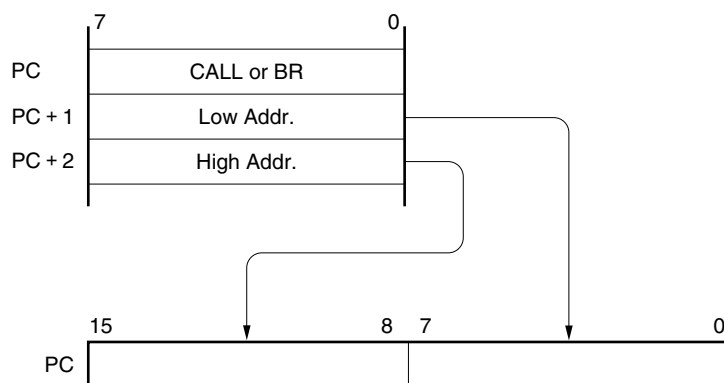 7 0
PC CALL or BR
PC + 1 Low Addr.
PC + 2 High Addr.
15 8 7 0
PC